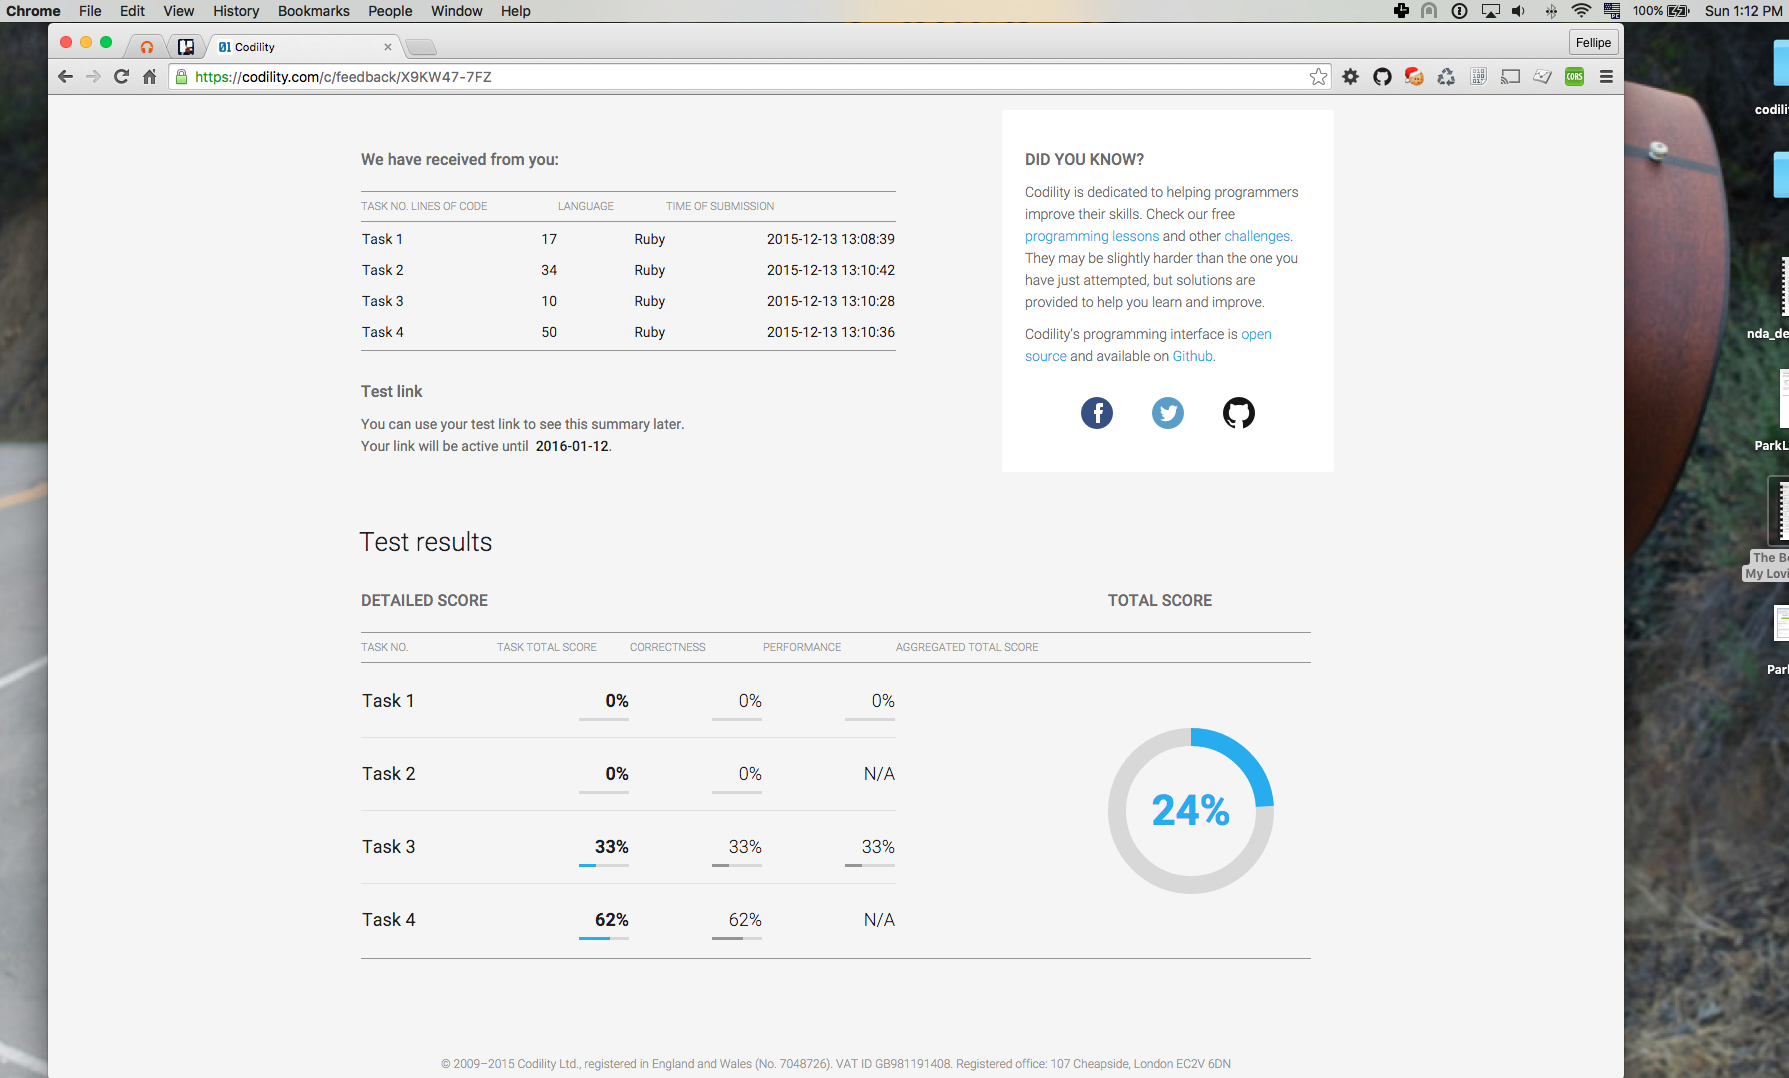 Chrome File Edit View History Bookmarks People Window Help 100% Sun 1:12 PM
Codility Fellipe
https://codility.com/c/feedback/X9KW47-7FZ CORS
We have received from you:
TASK NO. LINES OF CODE LANGUAGE TIME OF SUBMISSION
Task 1 17 Ruby 2015-12-13 13:08:39
Task 2 34 Ruby 2015-12-13 13:10:42
Task 3 10 Ruby 2015-12-13 13:10:28
Task 4 50 Ruby 2015-12-13 13:10:36
Test link
You can use your test link to see this summary later.
Your link will be active until 2016-01-12.
DID YOU KNOW?
Codility is dedicated to helping programmers
improve their skills. Check our free
programming lessons and other challenges.
They may be slightly harder than the one you
have just attempted, but solutions are
provided to help you learn and improve.
Codility's programming interface is open
source and available on Github.
Test results
DETAILED SCORE TOTAL SCORE
TASK NO. TASK TOTAL SCORE CORRECTNESS PERFORMANCE AGGREGATED TOTAL SCORE
Task 1 0% 0% 0%
Task 2 0% 0% N/A
Task 3 33% 33% 33%
Task 4 62% 62% N/A
24%
© 2009–2015 Codility Ltd., registered in England and Wales (No. 7048726). VAT ID GB981191408. Registered office: 107 Cheapside, London EC2V 6DN
codili
nda_de
ParkL
The Be
My Lovi
Parl